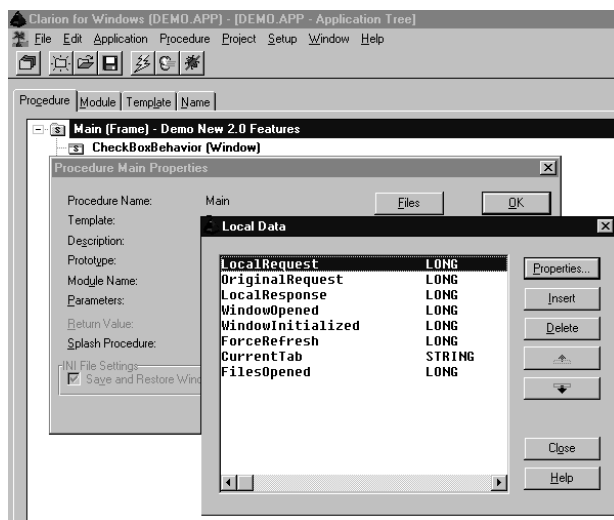 Clarion for Windows (DEMO.APP) - [DEMO.APP - Application Tree]
File Edit Application Procedure Project Setup Window Help
Procedure Module Template Name
Main (Frame) - Demo New 2.0 Features
CheckBoxBehavior (Window)
Procedure Main Properties
Procedure Name: Main Files OK
Template:
Description:
Prototype:
Module Name:
Parameters:
Return Value:
Splash Procedure:
INI File Settings
Save and Restore Wind
Local Data
LocalRequest LONG
OriginalRequest LONG
LocalResponse LONG
WindowOpened LONG
WindowInitialized LONG
ForceRefresh LONG
CurrentTab STRING
FilesOpened LONG
Properties...
Insert
Delete
Close
Help